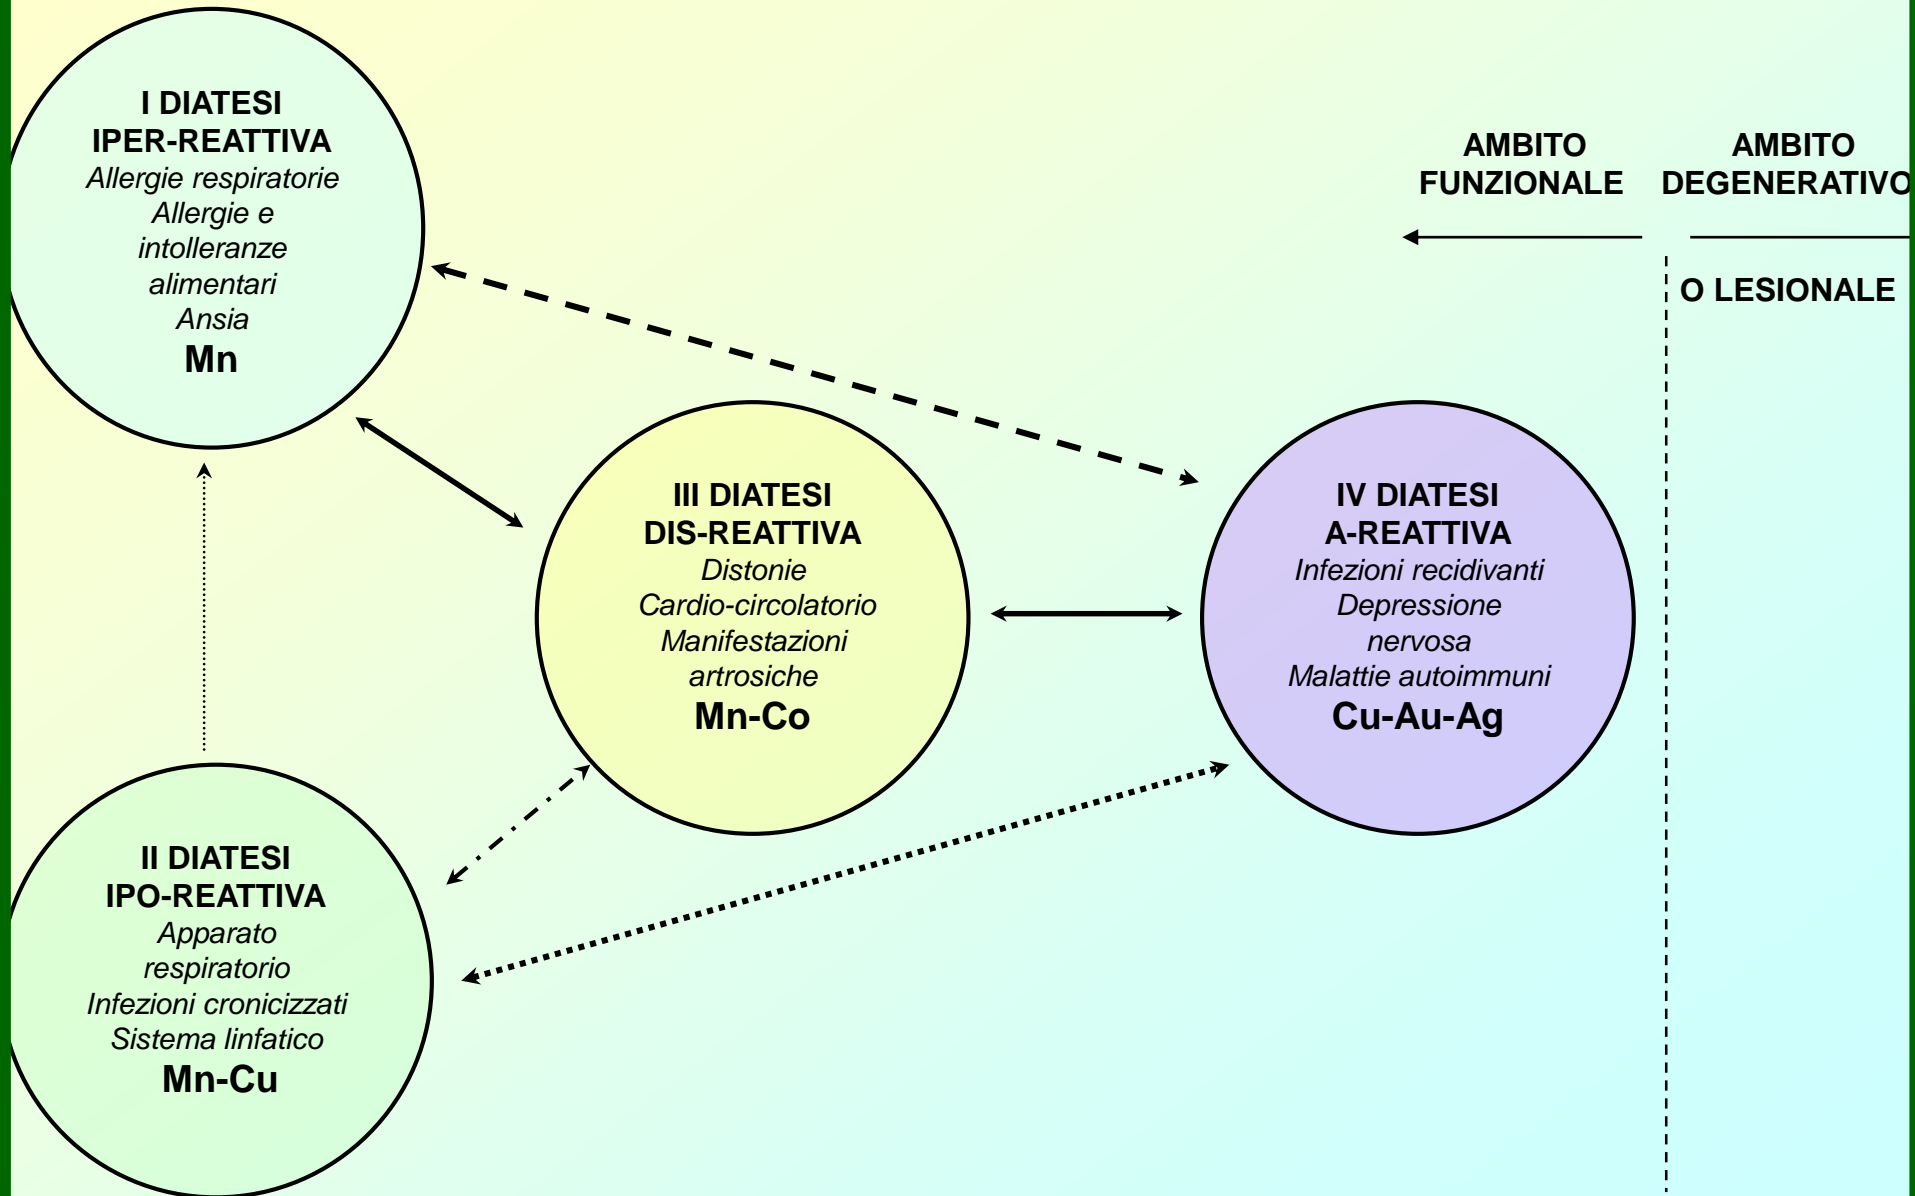 I DIATESI
IPER-REATTIVA
Allergie respiratorie
Allergie e
intolleranze
alimentari
Ansia
Mn
AMBITO
FUNZIONALE
AMBITO
DEGENERATIVO
O LESIONALE
III DIATESI
DIS-REATTIVA
Distonie
Cardio-circolatorio
Manifestazioni
artrosiche
Mn-Co
IV DIATESI
A-REATTIVA
Infezioni recidivanti
Depressione
nervosa
Malattie autoimmuni
Cu-Au-Ag
II DIATESI
IPO-REATTIVA
Apparato
respiratorio
Infezioni cronicizzati
Sistema linfatico
Mn-Cu